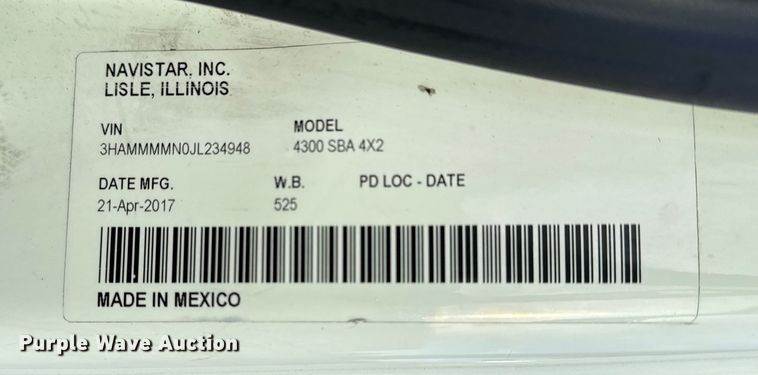 NAVISTAR, INC.
LISLE, ILLINOIS
VIN MODEL
3HAMMMMN0JL234948 4300 SBA 4X2
DATE MFG. W.B. PD LOC - DATE
21-Apr-2017 525
MADE IN MEXICO
Purple Wave Auction